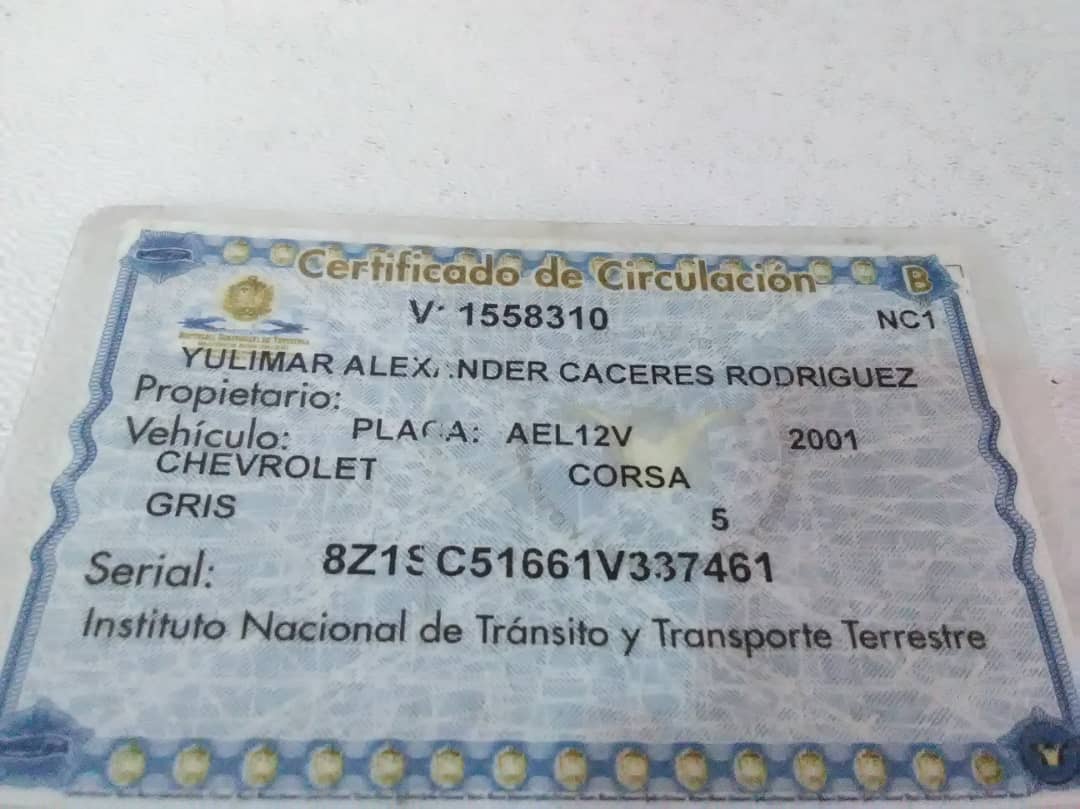 Certificado de Circulación B
V: 1558310 NC1
YULIMAR ALEXANDER CACERES RODRIGUEZ
Propietario:
Vehículo: PLACA: AEL12V 2001
CHEVROLET CORSA
GRIS 5
Serial: 8Z1SC51661V337461
Instituto Nacional de Tránsito y Transporte Terrestre